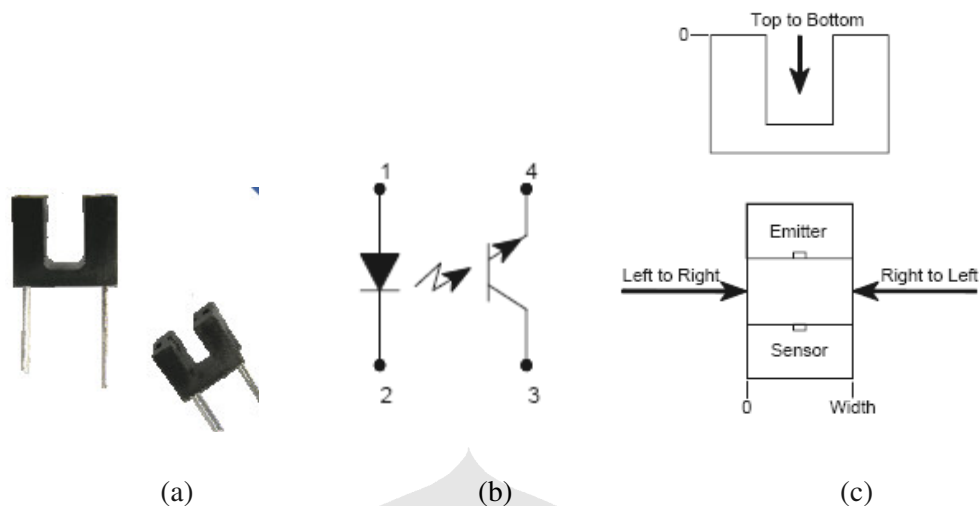 Top to Bottom
0
1
4
2
3
Emitter
Left to Right
Right to Left
Sensor
0
Width
(a)
(b)
(c)